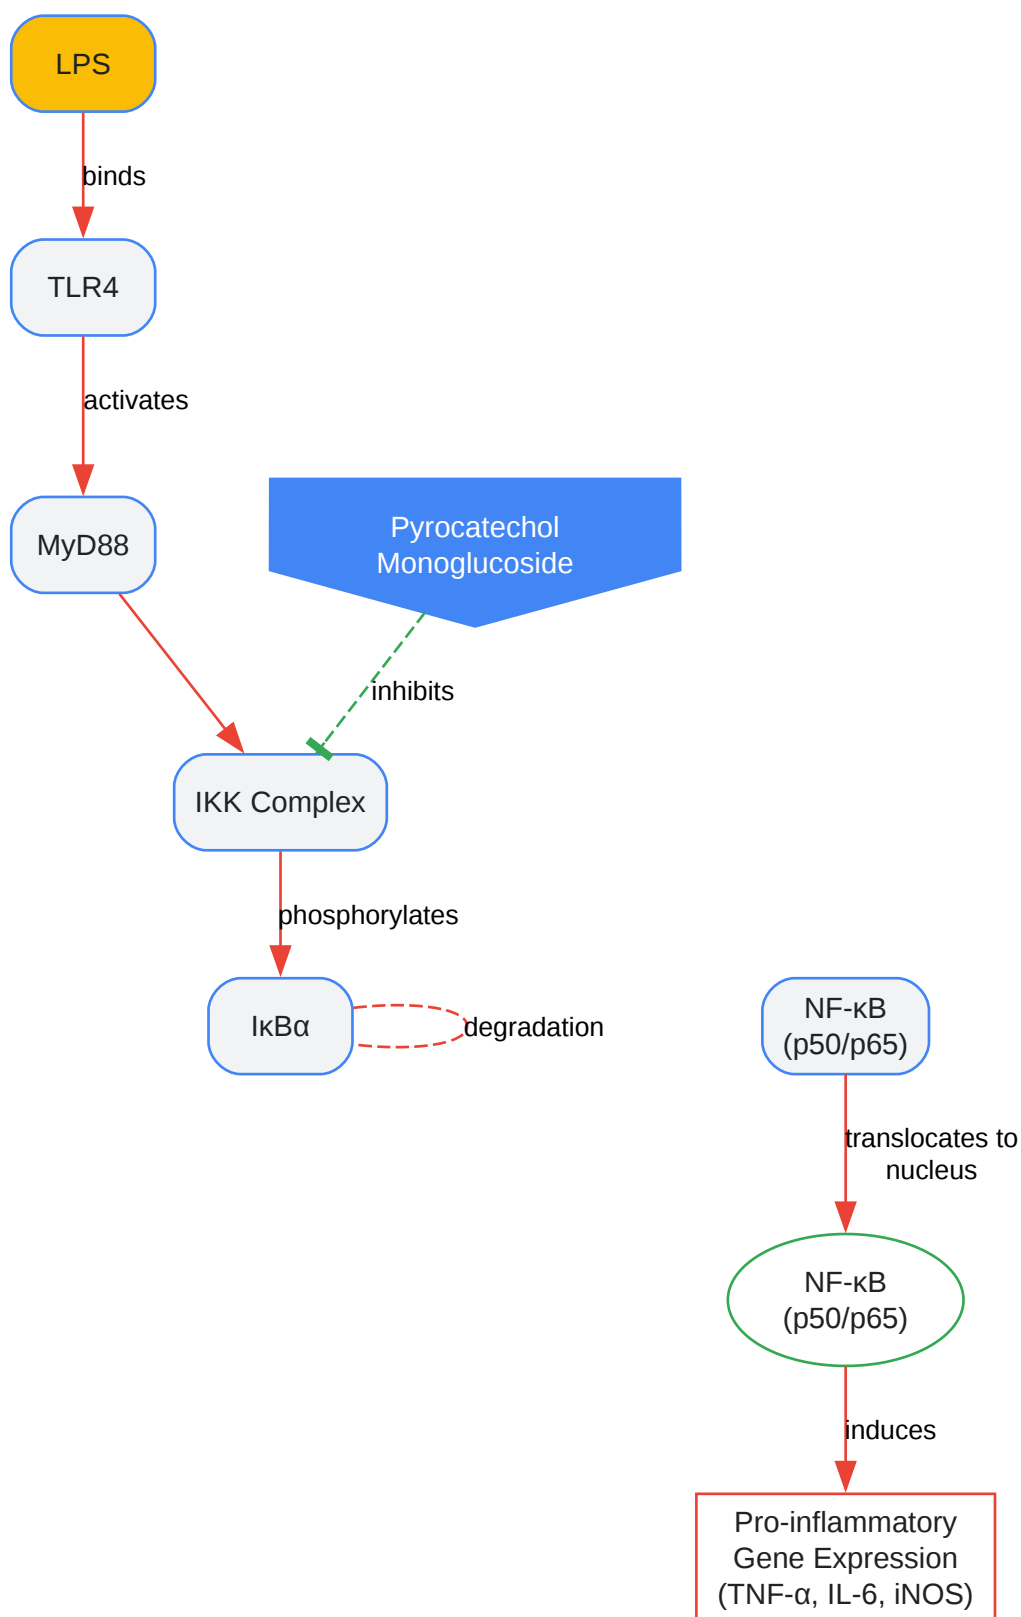 LPS
binds
TLR4
activates
MyD88
Pyrocatechol
Monoglucoside
inhibits
IKK Complex
phosphorylates
IκBα
degradation
NF-κB
(p50/p65)
translocates to
nucleus
NF-κB
(p50/p65)
induces
Pro-inflammatory
Gene Expression
(TNF-α, IL-6, iNOS)